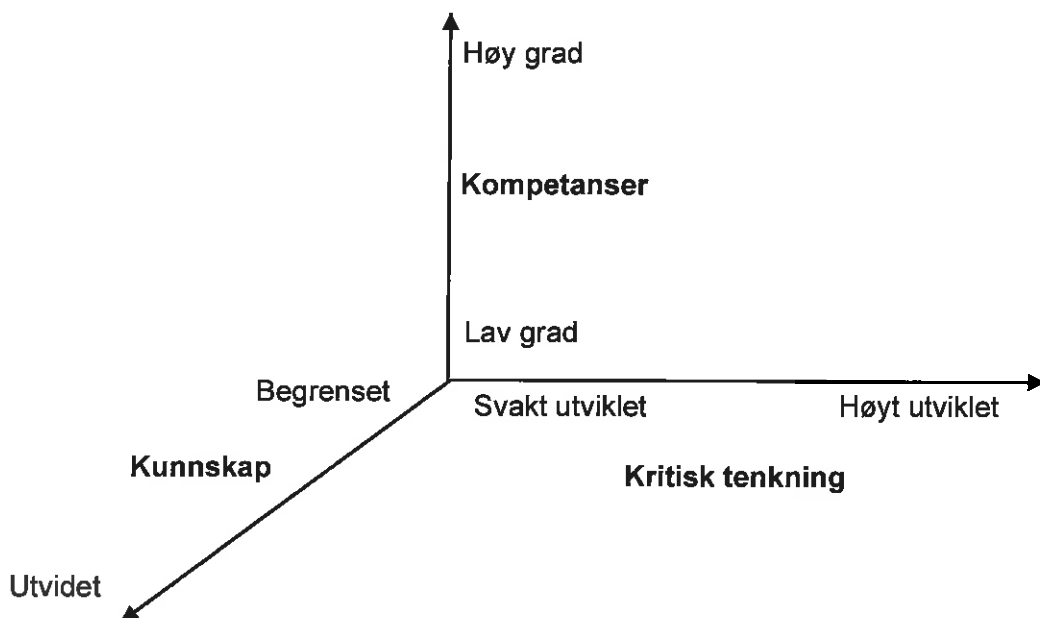 Høy grad
Kompetanser
Lav grad
Begrenset
Svakt utviklet
Høyt utviklet
Kunnskap
Kritisk tenkning
Utvidet